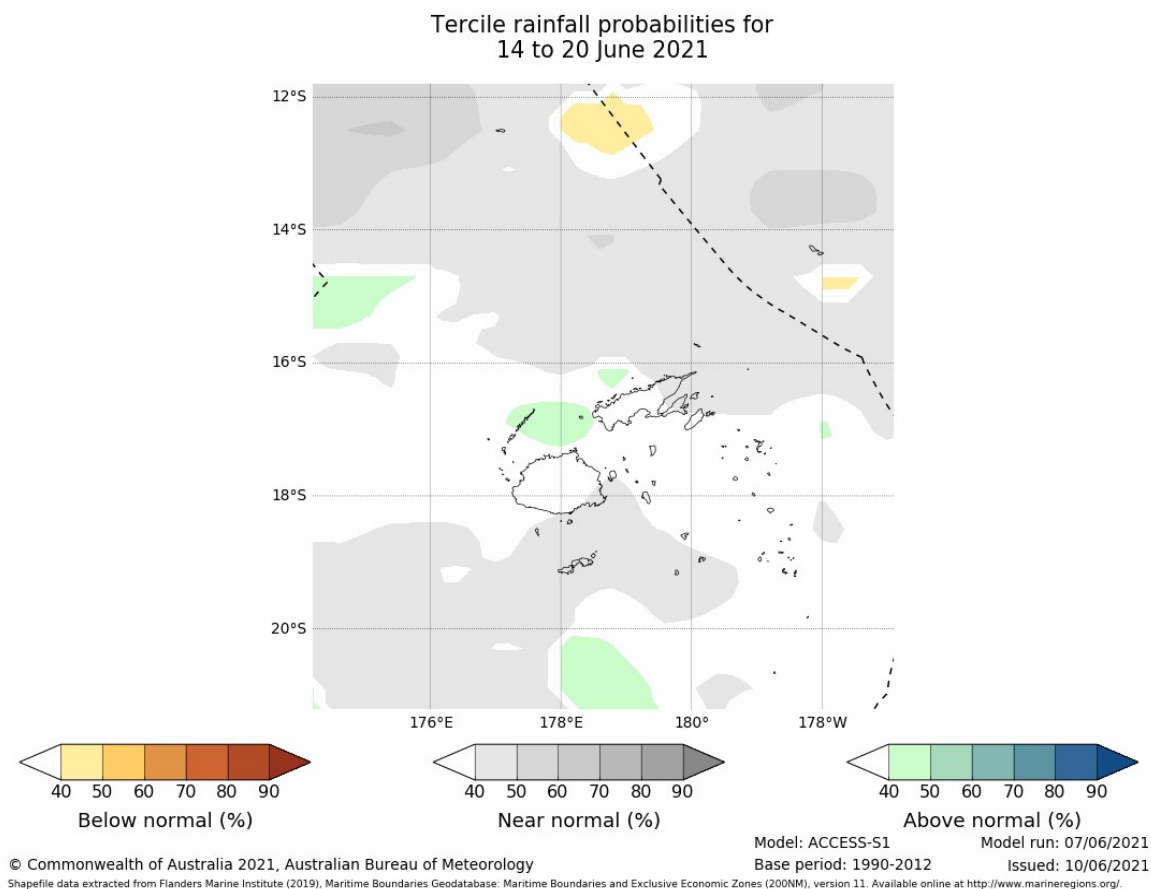 Tercile rainfall probabilities for
14 to 20 June 2021
12°S
14°S
16°S
18°S
20°S
176°E 178°E 180° 178°W
40 50 60 70 80 90
Below normal (%)
40 50 60 70 80 90
Near normal (%)
40 50 60 70 80 90
Above normal (%)
Model: ACCESS-S1 Model run: 07/06/2021
© Commonwealth of Australia 2021, Australian Bureau of Meteorology Base period: 1990-2012 Issued: 10/06/2021
Shapefile data extracted from Flanders Marine Institute (2019), Maritime Boundaries Geodatabase: Maritime Boundaries and Exclusive Economic Zones (200NM), version 11. Available online at http://www.marineregions.org/.